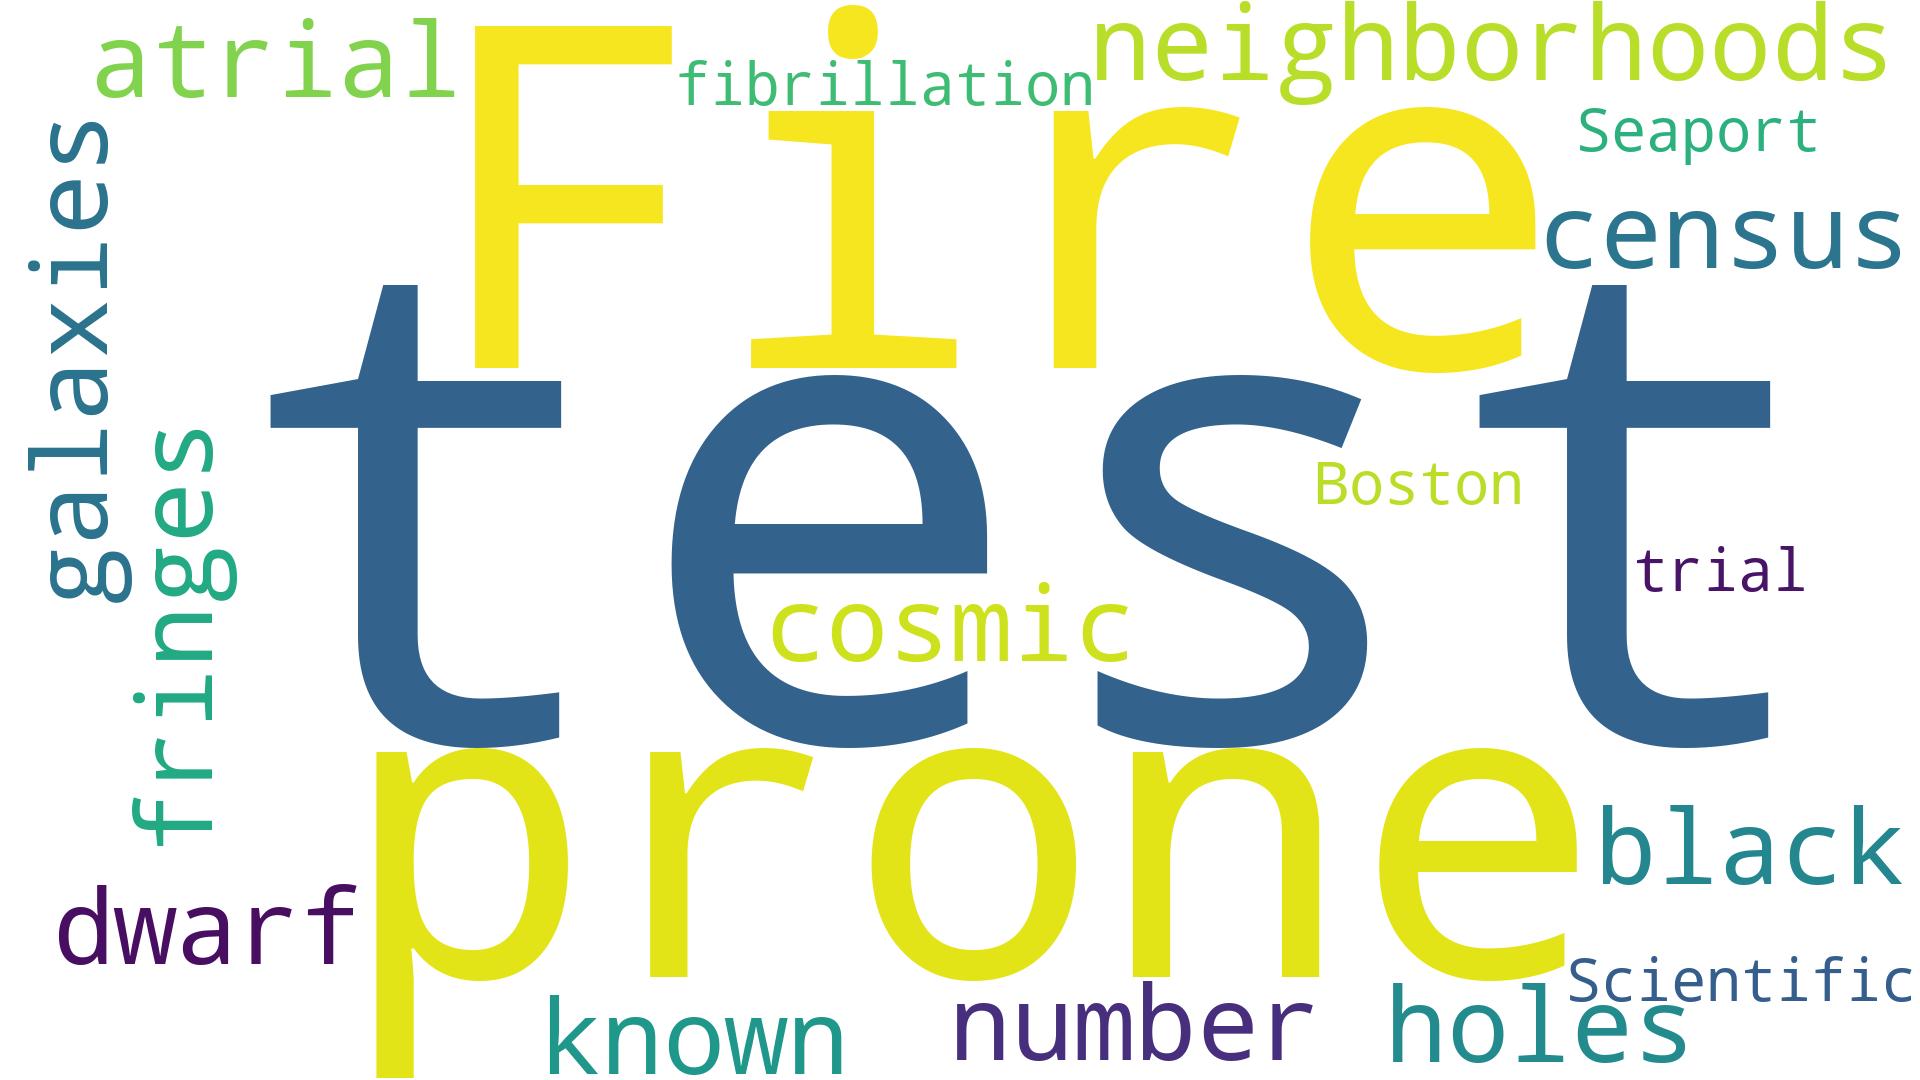 atrial
Fire
fibrillation
neighborhoods
Seaport
census
galaxies
fringes
test
Boston
trial
cosmic
prone
black
dwarf
Scientific
known
number
holes